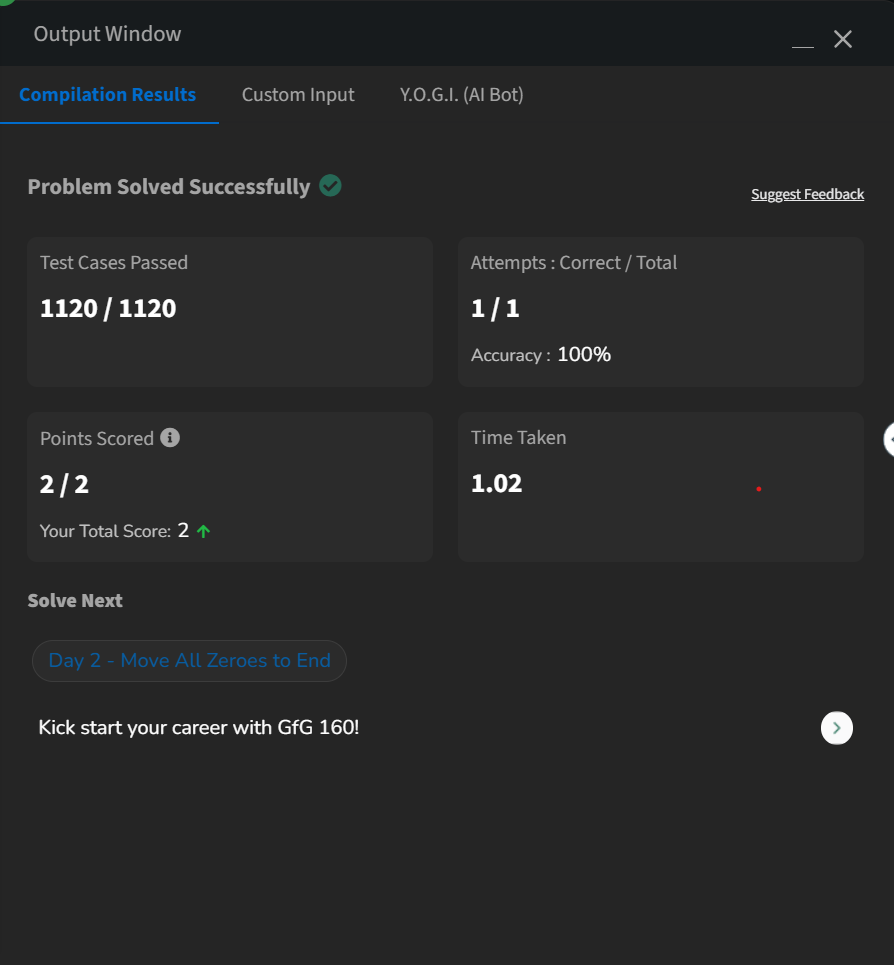 Output Window
Compilation Results Custom Input Y.O.G.I. (AI Bot)
Problem Solved Successfully
Suggest Feedback
Test Cases Passed
1120 / 1120
Attempts : Correct / Total
1 / 1
Accuracy : 100%
Points Scored
2 / 2
Your Total Score: 2
Time Taken
1.02
Solve Next
Day 2 - Move All Zeroes to End
Kick start your career with GfG 160!